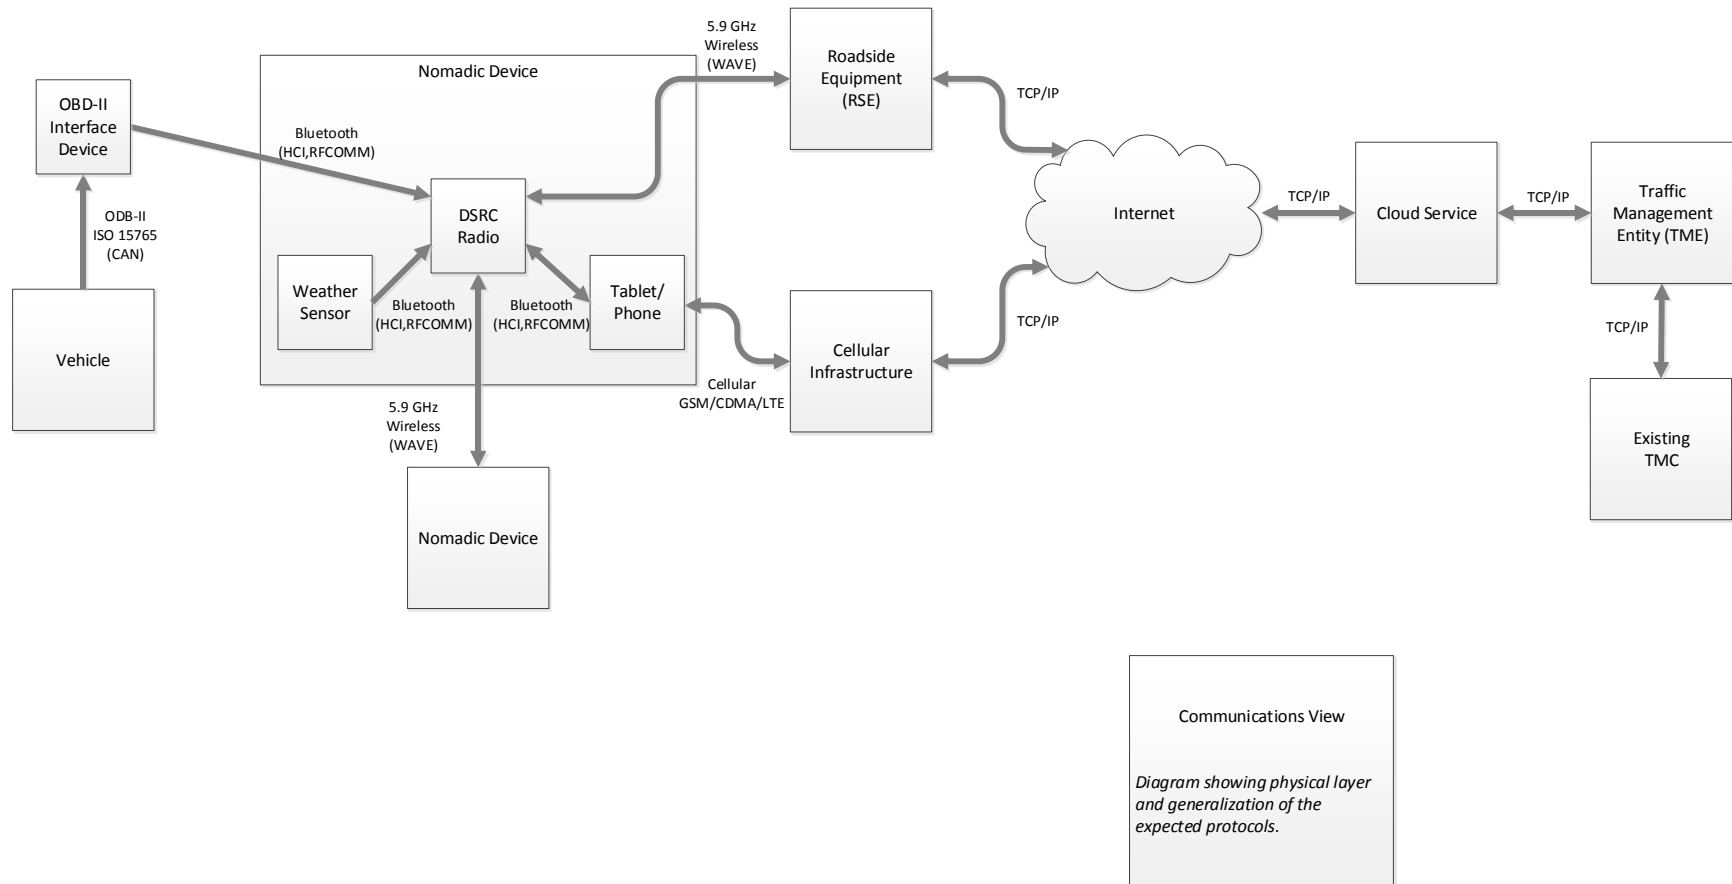 5.9 GHz
Wireless
(WAVE)
Nomadic Device
Roadside
Equipment
(RSE)
TCP/IP
OBD-II
Interface
Device
Bluetooth
(HCI,RFCOMM)
DSRC
Radio
Internet
TCP/IP
Cloud Service
TCP/IP
Traffic
Management
Entity (TME)
ODB-II
ISO 15765
(CAN)
Weather
Sensor
Bluetooth
(HCI,RFCOMM)
Bluetooth
(HCI,RFCOMM)
Tablet/
Phone
TCP/IP
TCP/IP
Vehicle
Cellular
Infrastructure
Cellular
GSM/CDMA/LTE
5.9 GHz
Wireless
(WAVE)
Existing
TMC
Nomadic Device
Communications View
Diagram showing physical layer
and generalization of the
expected protocols.